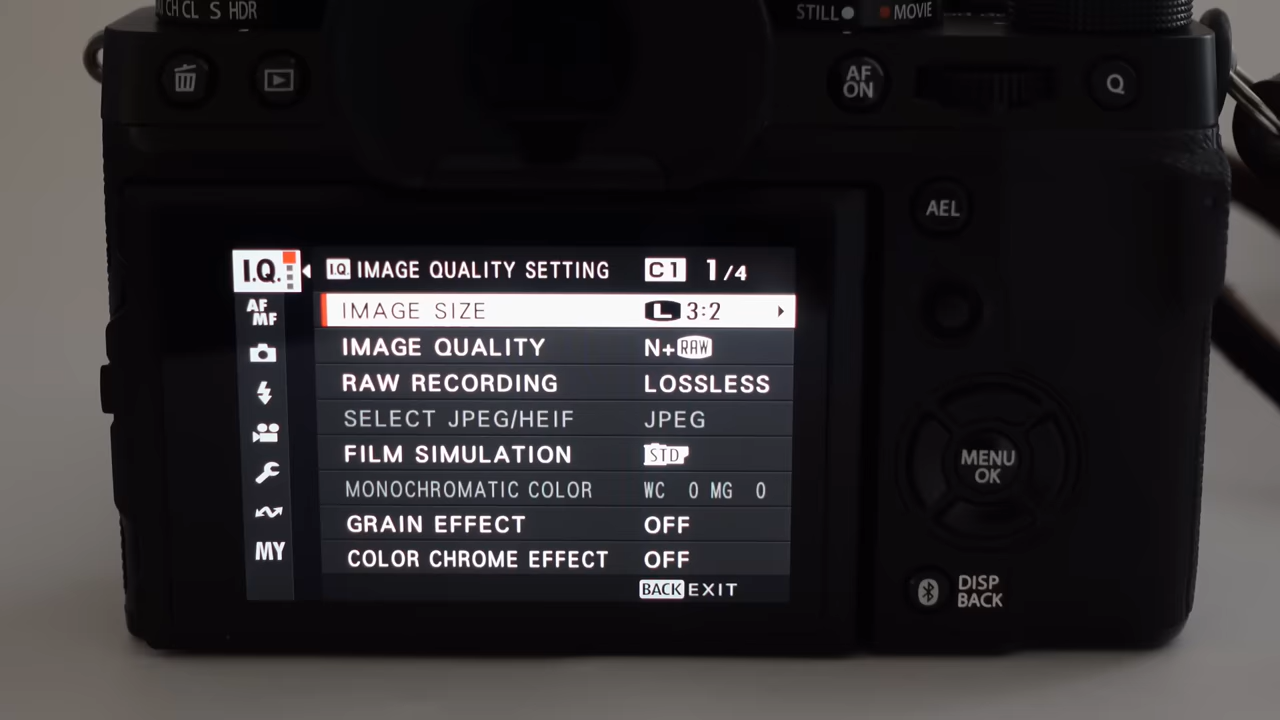 CH CL S HDR
STILL MOVIE
AF ON
Q
AEL
I.Q. IMAGE QUALITY SETTING C1 1/4
I.Q.
IMAGE SIZE L 3:2
AF MF
IMAGE QUALITY N+RAW
RAW RECORDING LOSSLESS
SELECT JPEG/HEIF JPEG
FILM SIMULATION STD
MONOCHROMATIC COLOR WC 0 MG 0
GRAIN EFFECT OFF
MY
COLOR CHROME EFFECT OFF
BACK EXIT
MENU OK
DISP BACK